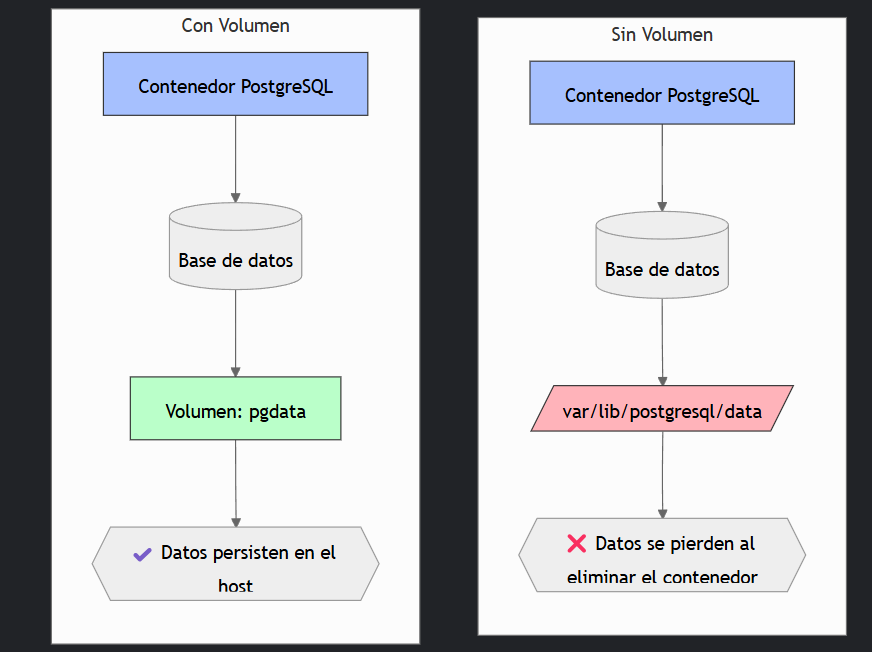 Con Volumen
Contenedor PostgreSQL
Base de datos
Volumen: pgdata
Datos persisten en el
host
Sin Volumen
Contenedor PostgreSQL
Base de datos
var/lib/postgresql/data
Datos se pierden al
eliminar el contenedor